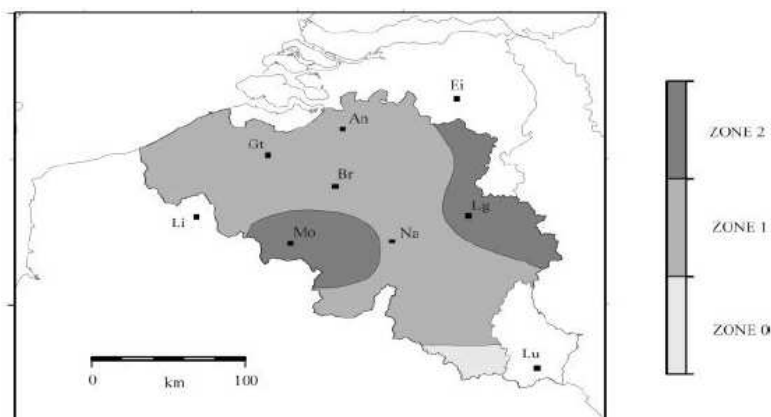 Ei
An
Gt
Br
Li
Lg
Mo
Na
Lu
0 100
km
ZONE 2
ZONE 1
ZONE 0